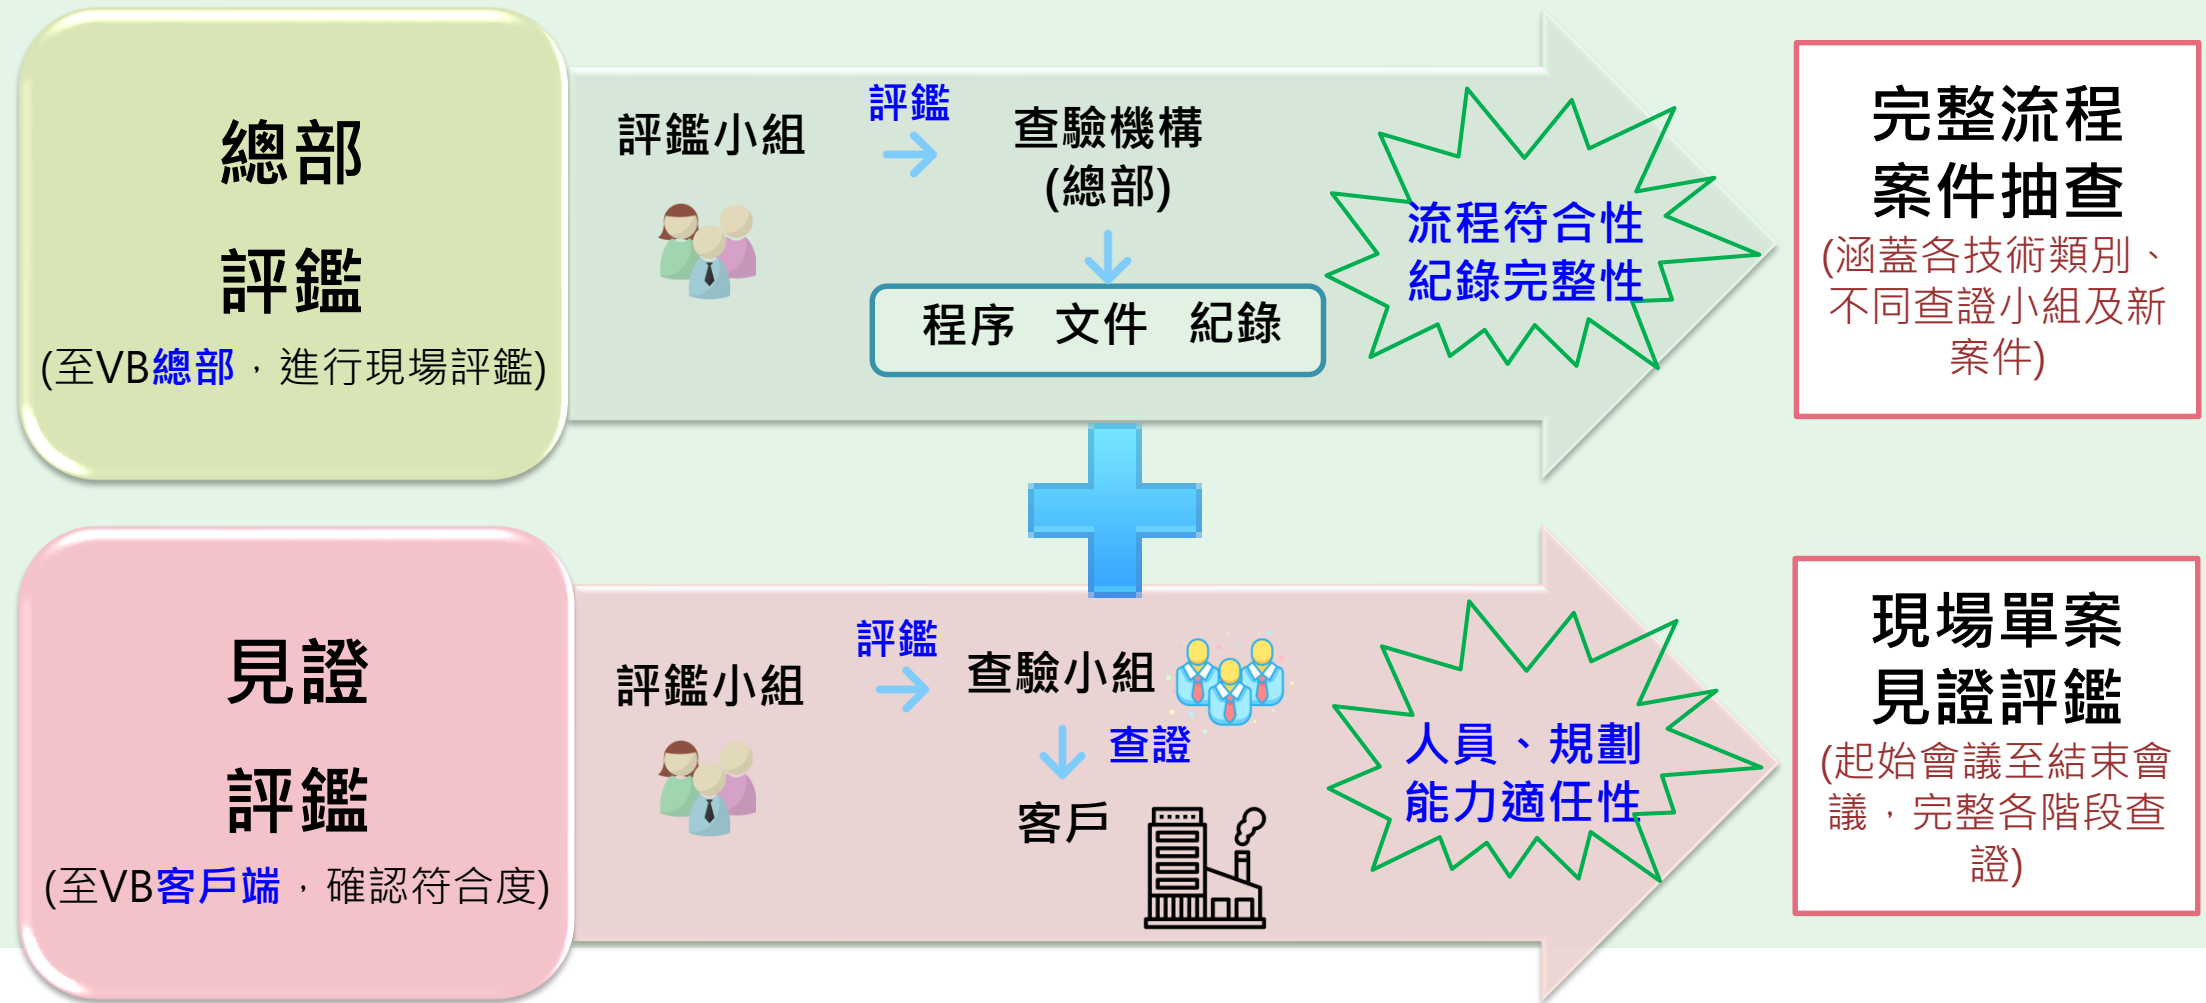 總部
評鑑
(至VB總部，進行現場評鑑)
評鑑小組
評鑑
查驗機構
(總部)
程序 文件 紀錄
流程符合性
紀錄完整性
完整流程
案件抽查
(涵蓋各技術類別、
不同查證小組及新
案件)
見證
評鑑
(至VB客戶端，確認符合度)
評鑑小組
評鑑
查驗小組
查證
客戶
人員、規劃
能力適任性
現場單案
見證評鑑
(起始會議至結束會
議，完整各階段查
證)